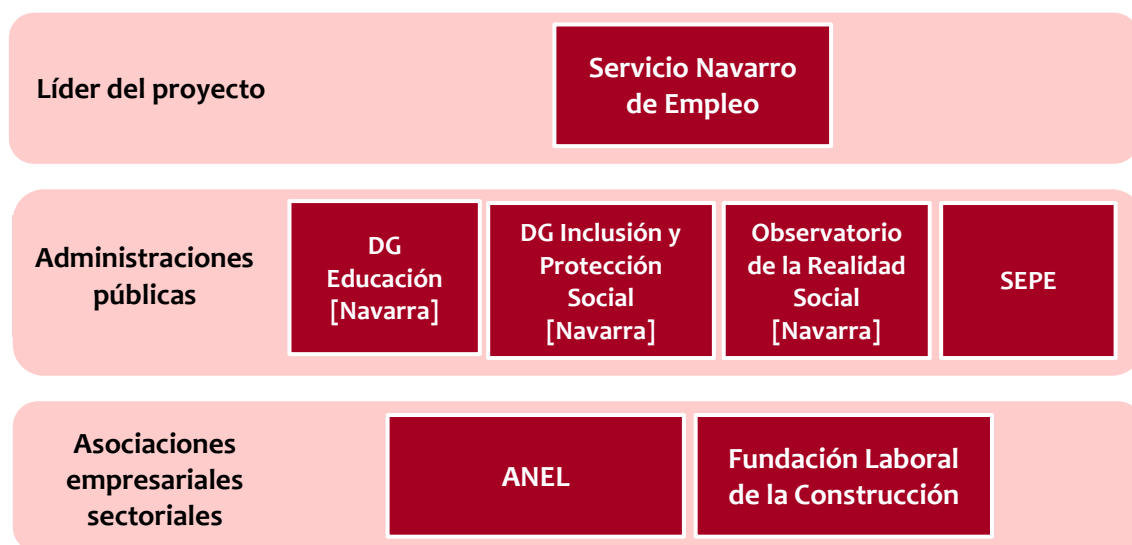 Líder del proyecto
Servicio Navarro
de Empleo
Administraciones
públicas
DG
Educación
[Navarra]
DG Inclusión y
Protección
Social
[Navarra]
Observatorio
de la Realidad
Social
[Navarra]
SEPE
Asociaciones
empresariales
sectoriales
ANEL
Fundación Laboral
de la Construcción